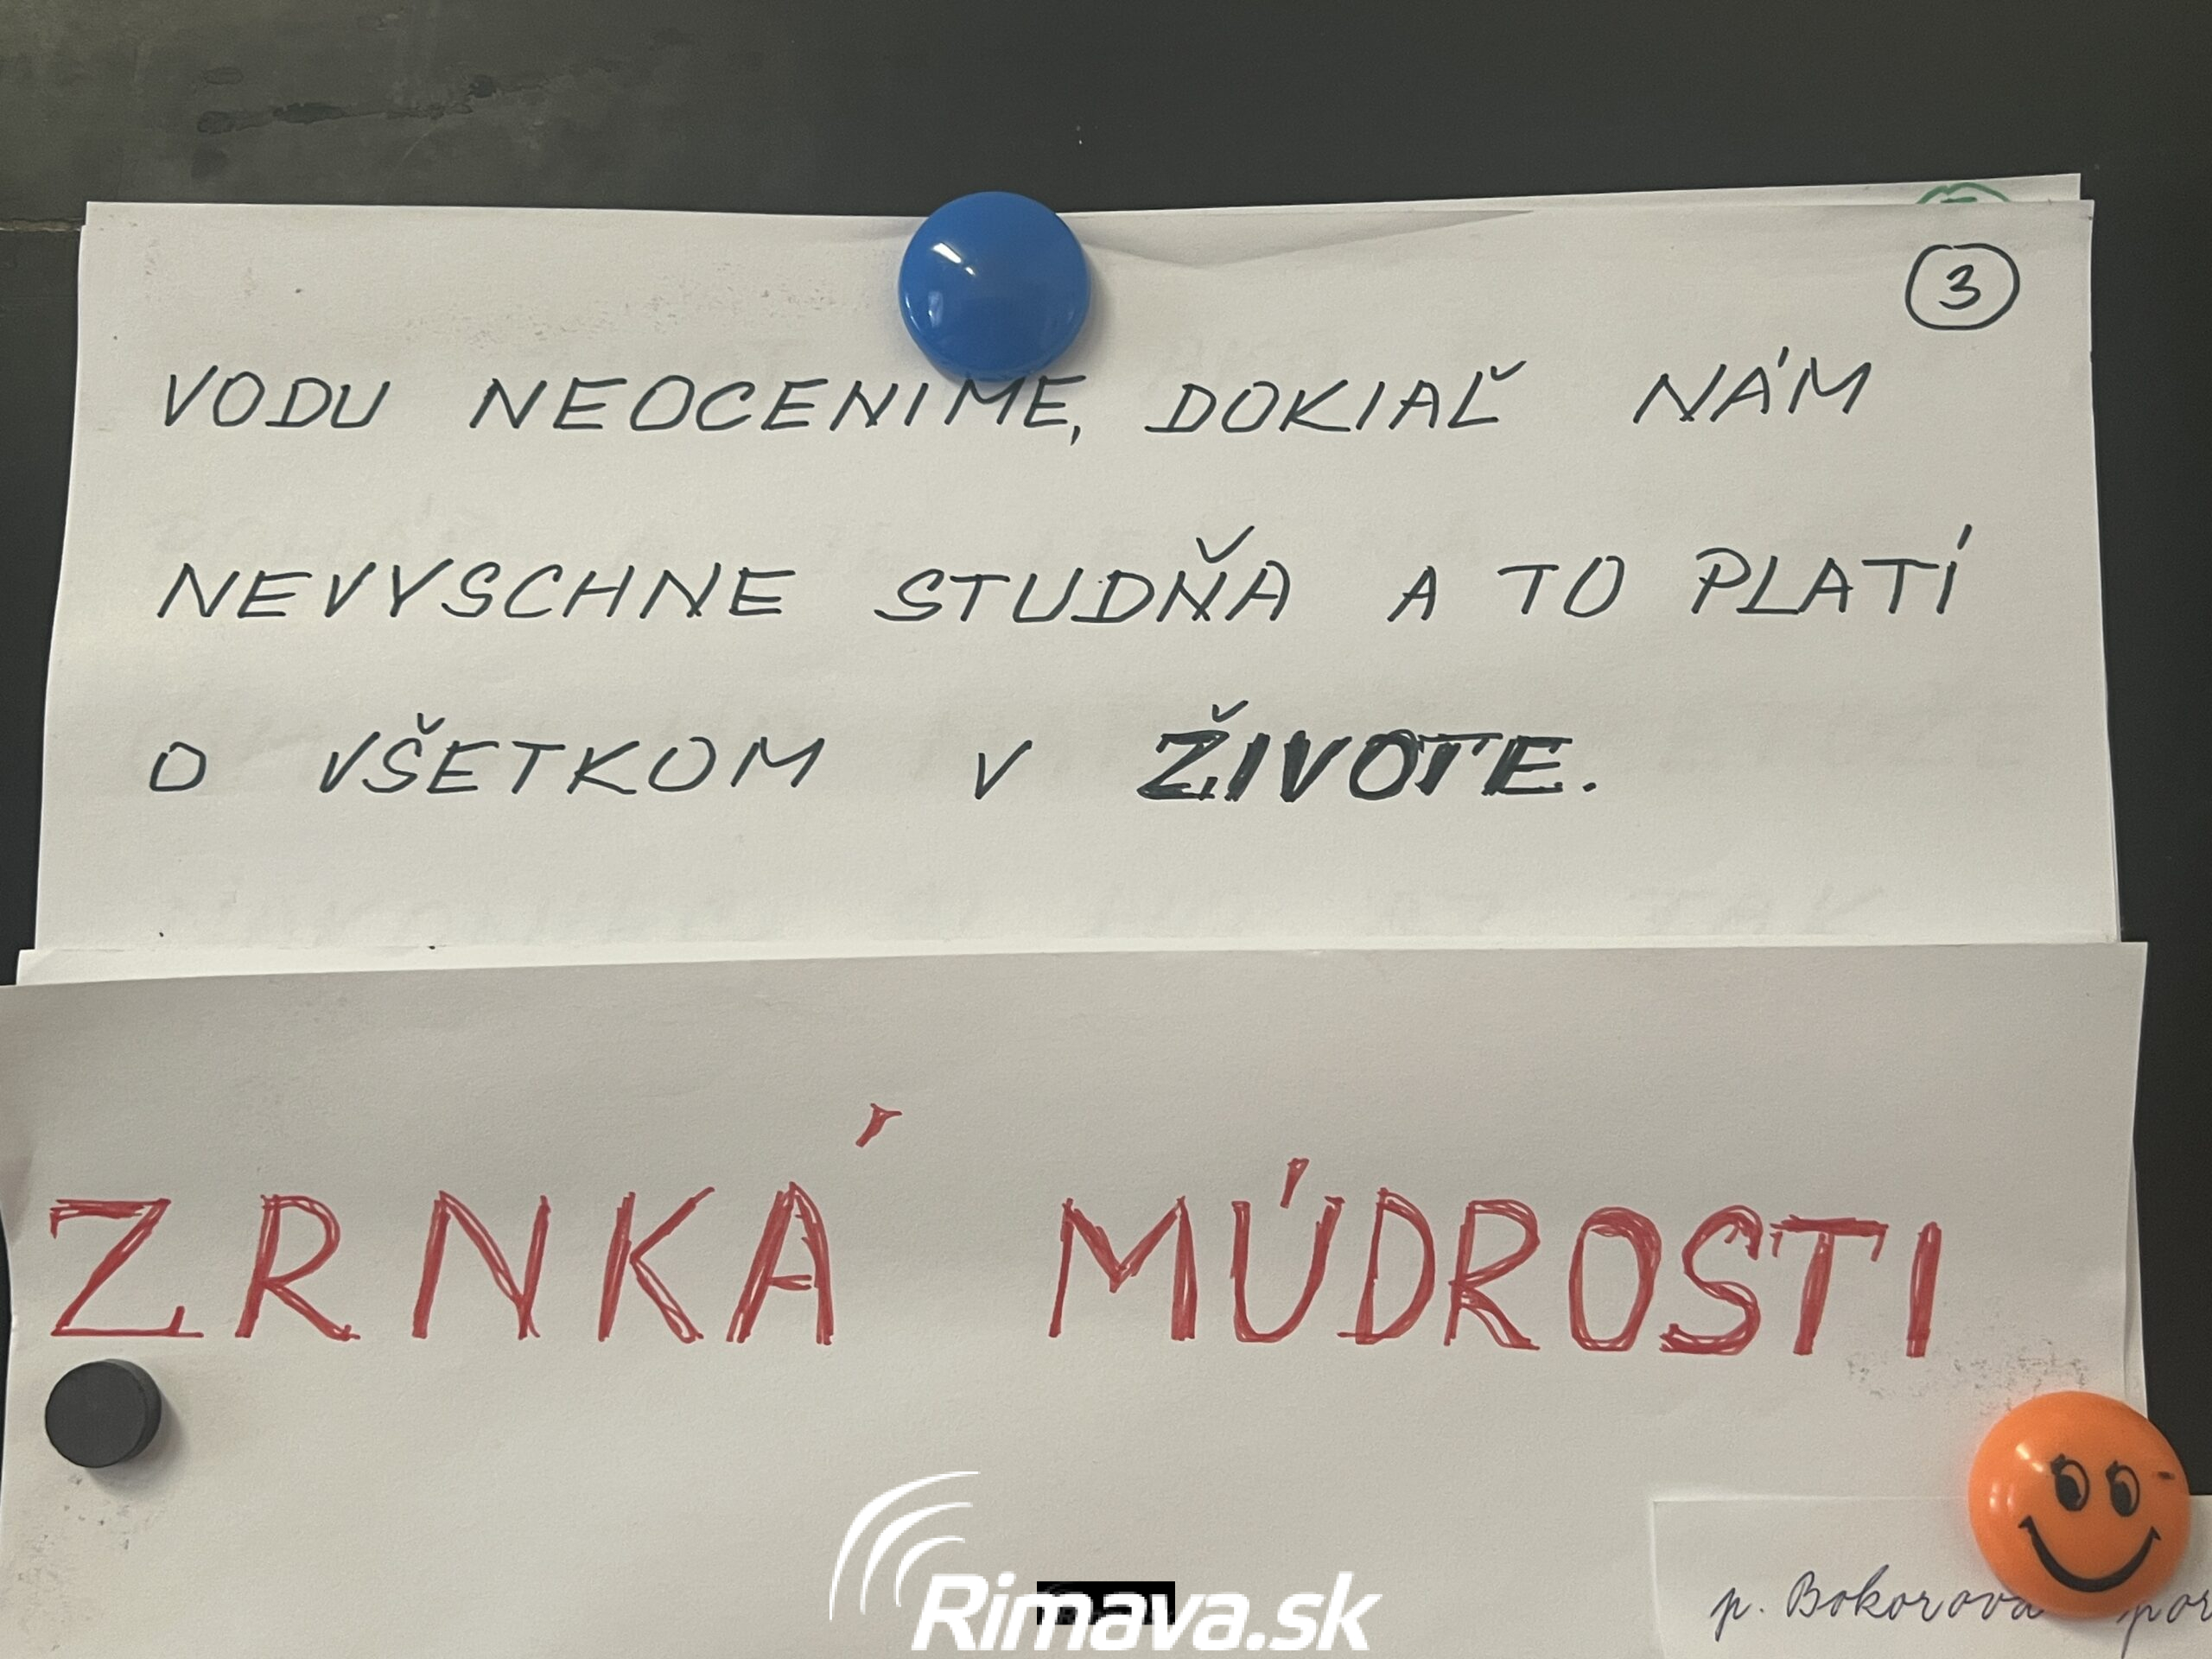 3
VODU NEOCENIME, DOKIAĽ NÁM
NEVYSCHNE STUDŇA A TO PLATÍ
O VŠETKOM V ŽIVOTE.
ZRNKÁ MÚDROSTI
p. Bokorová
Rimava.sk